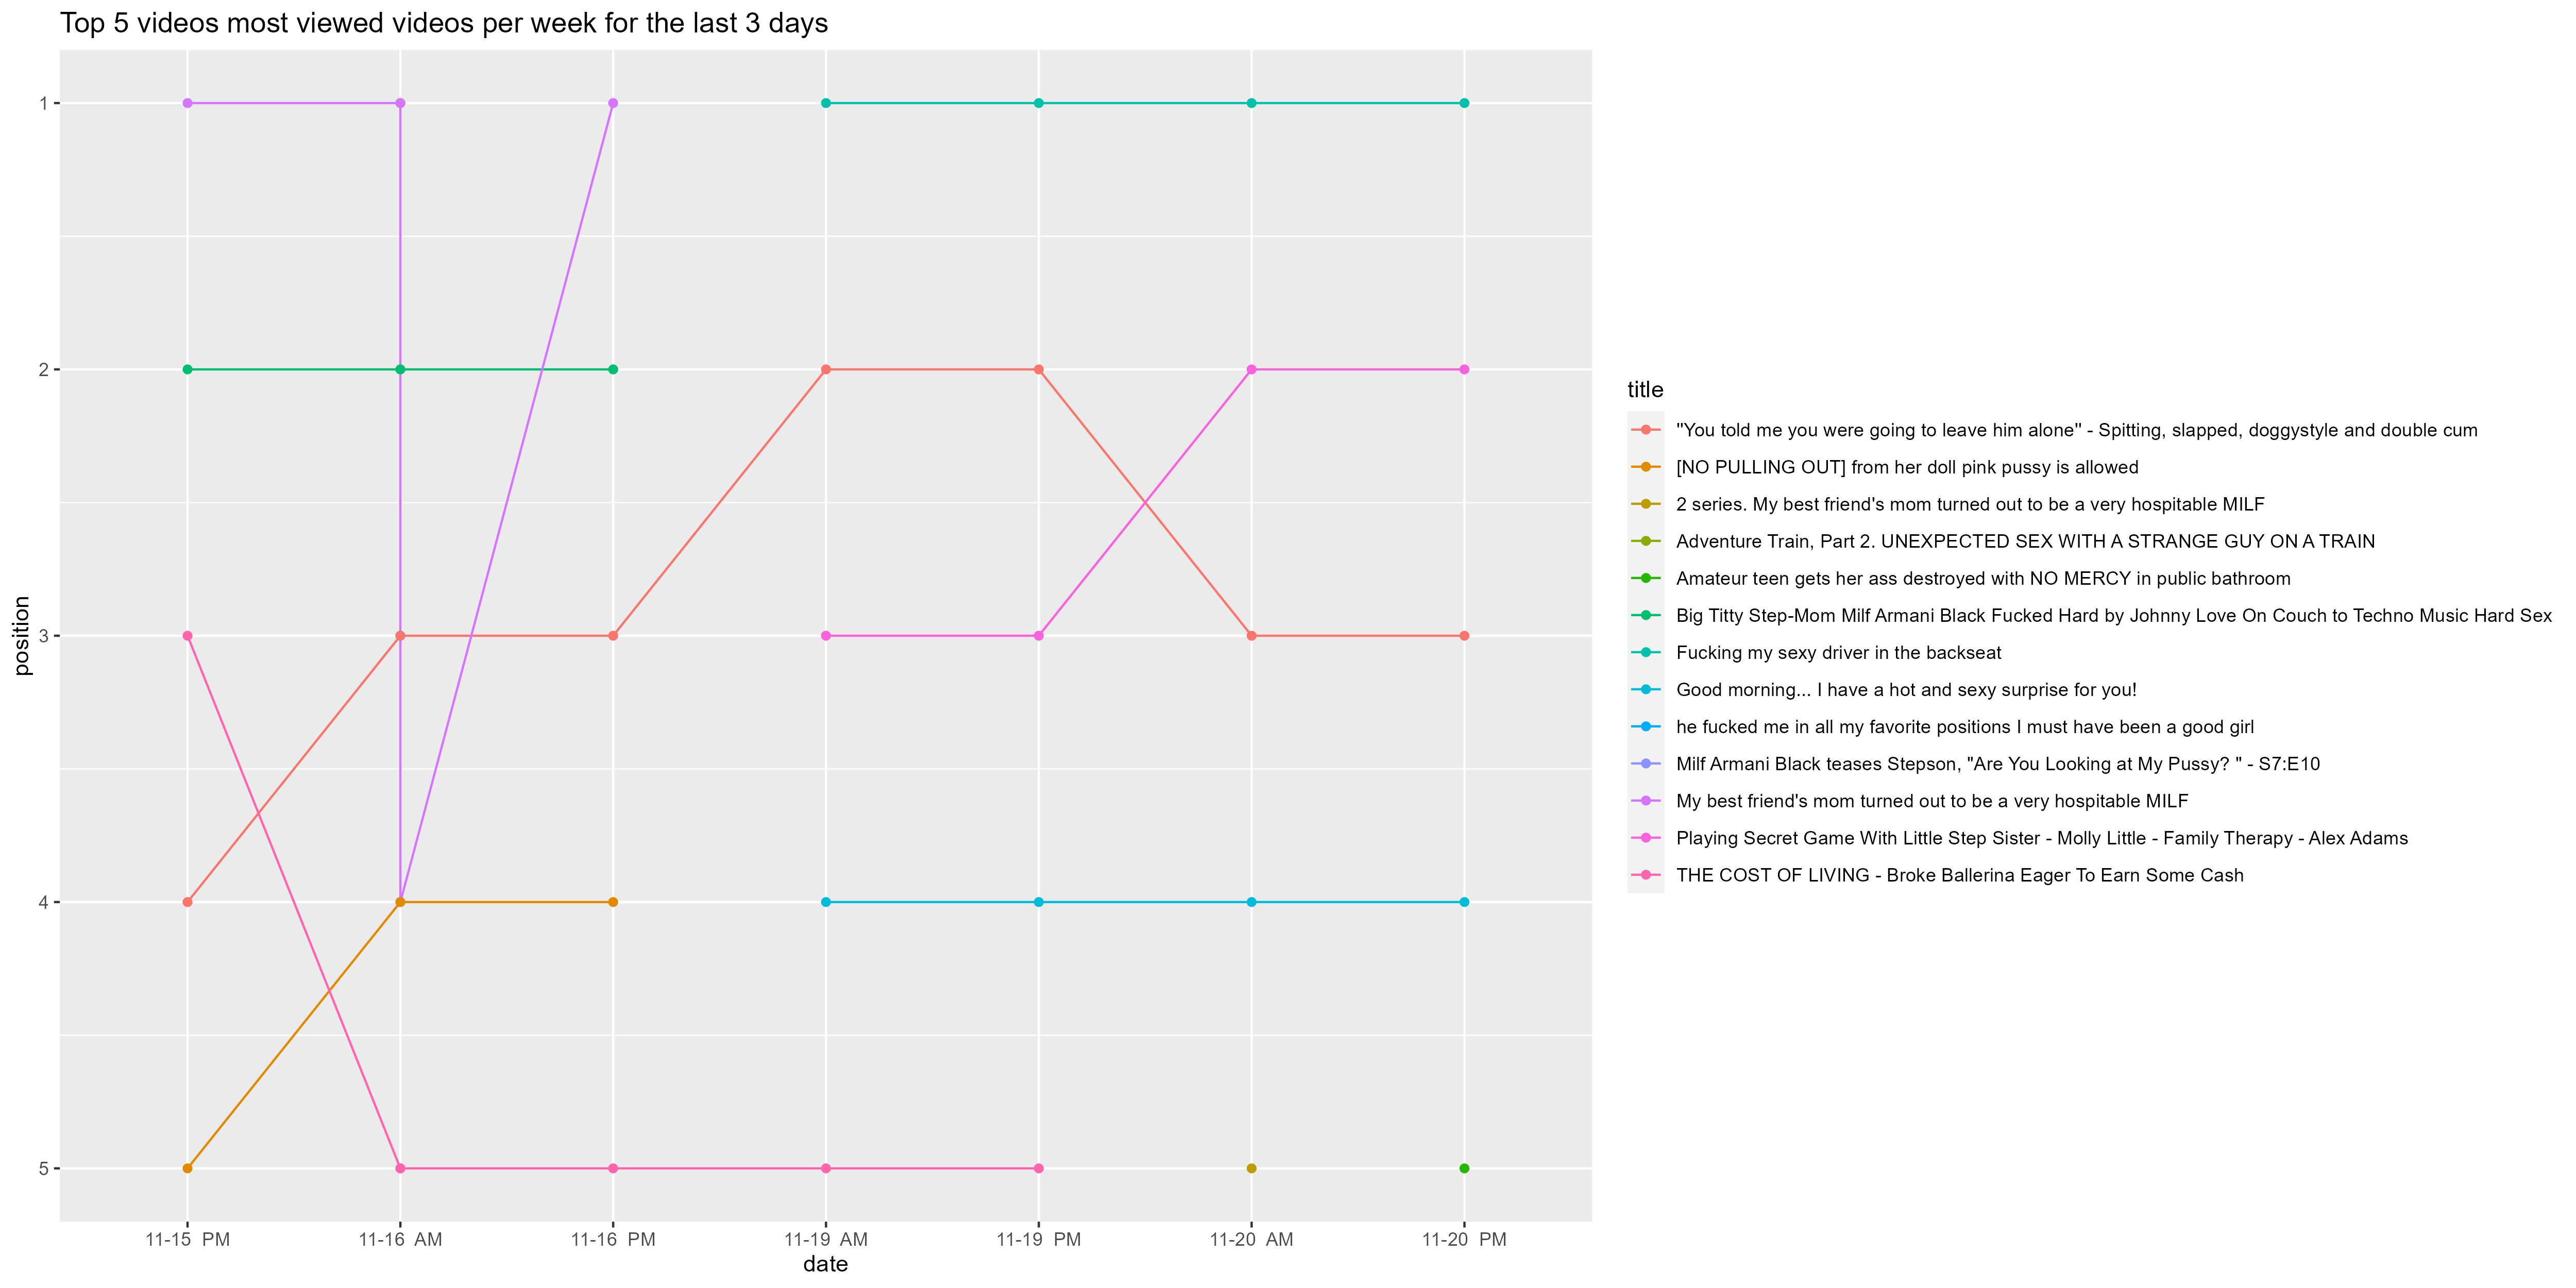 Top 5 videos most viewed videos per week for the last 3 days
position
1
2
3
4
5
11-15 PM
11-16 AM
11-16 PM
11-19 AM
11-19 PM
11-20 AM
11-20 PM
date
title
"You told me you were going to leave him alone" - Spitting, slapped, doggystyle and double cum
[NO PULLING OUT] from her doll pink pussy is allowed
2 series. My best friend's mom turned out to be a very hospitable MILF
Adventure Train, Part 2. UNEXPECTED SEX WITH A STRANGE GUY ON A TRAIN
Amateur teen gets her ass destroyed with NO MERCY in public bathroom
Big Titty Step-Mom Milf Armani Black Fucked Hard by Johnny Love On Couch to Techno Music Hard Sex
Fucking my sexy driver in the backseat
Good morning... I have a hot and sexy surprise for you!
he fucked me in all my favorite positions I must have been a good girl
Milf Armani Black teases Stepson, "Are You Looking at My Pussy? " - S7:E10
My best friend's mom turned out to be a very hospitable MILF
Playing Secret Game With Little Step Sister - Molly Little - Family Therapy - Alex Adams
THE COST OF LIVING - Broke Ballerina Eager To Earn Some Cash